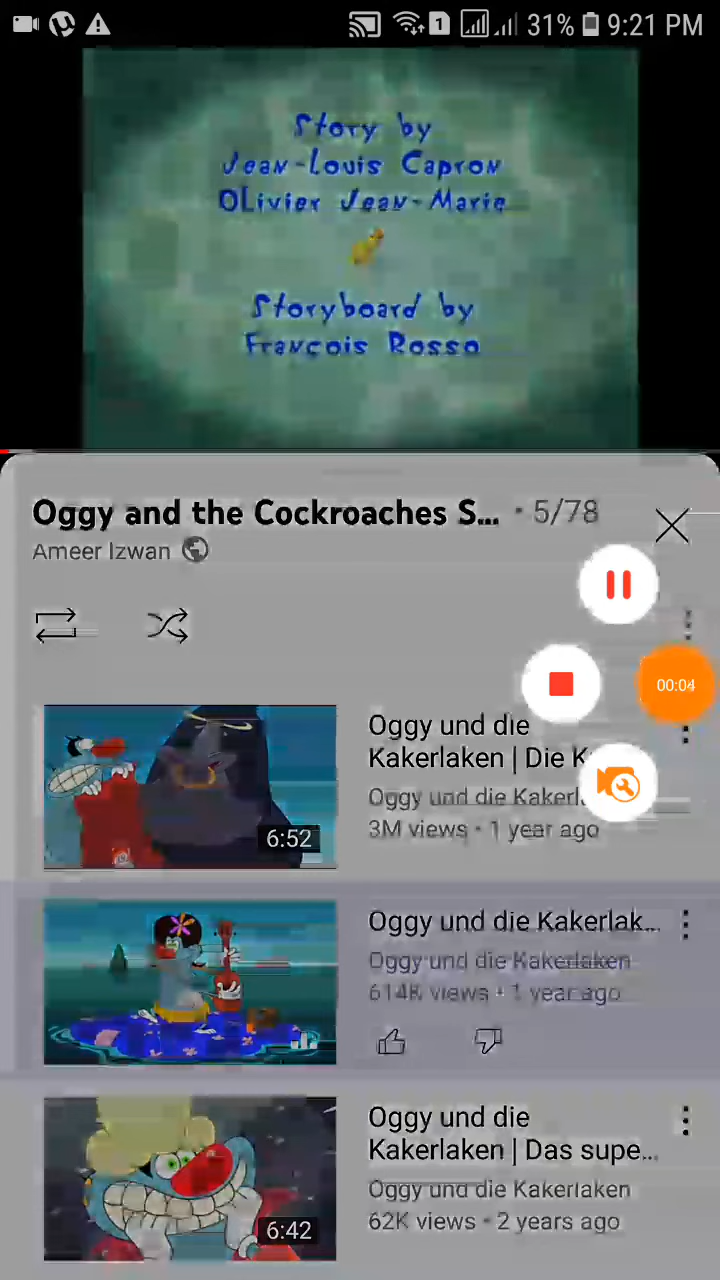 1 31% 9:21 PM
Story by
Jean-Louis Capron
Olivier Jean-Marie
Storyboard by
François Rosso
Oggy and the Cockroaches S... • 5/78
Ameer Izwan
00:04
Oggy und die
Kakerlaken | Die K
Oggy und die Kakerl
3M views • 1 year ago
6:52
Oggy und die Kakerlak...
Oggy und die Kakerlaken
614K views • 1 year ago
Oggy und die
Kakerlaken | Das supe...
Oggy und die Kakerlaken
62K views • 2 years ago
6:42